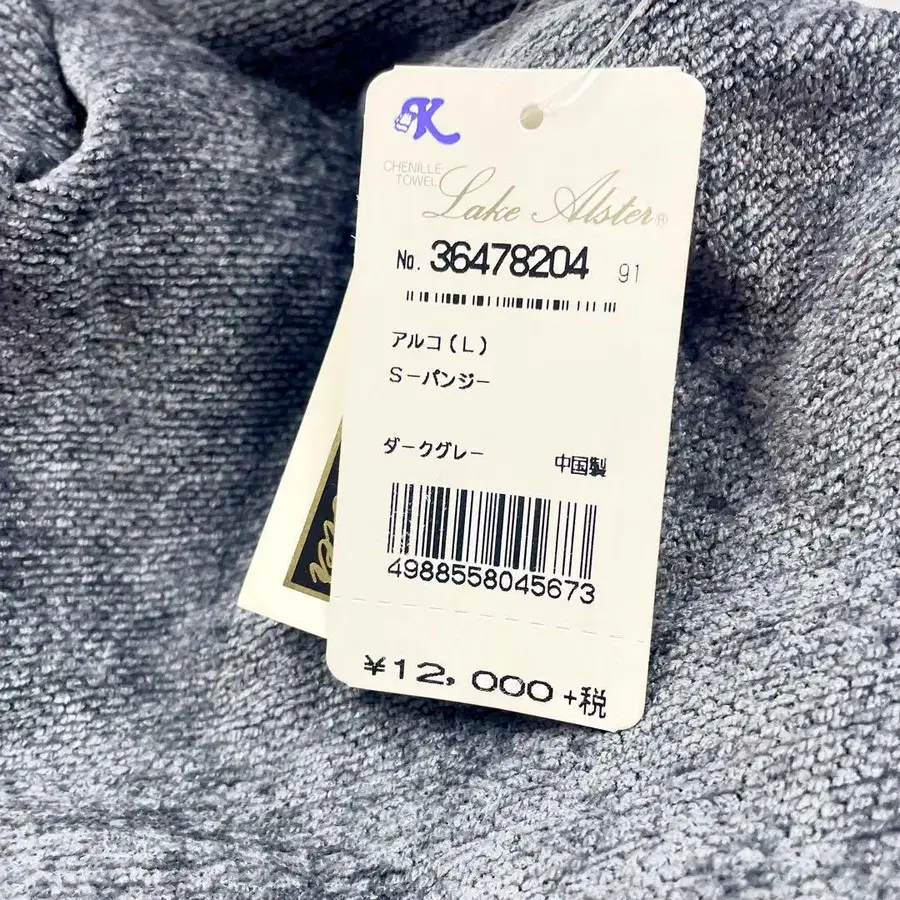 K
CHENILLE
TOWEL
Lake Alster®
No. 36478204 91
アルコ(L)
S-パンジー
ダークグレー 中国製
4988558045673
¥12,000+税